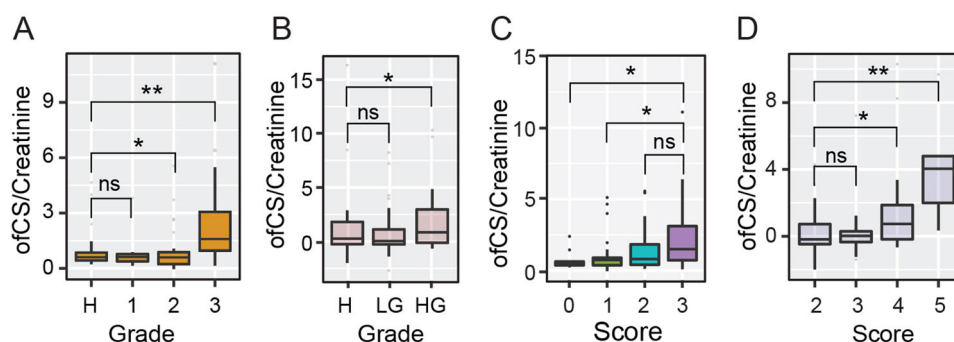 A
ofCS/Creatinine
9
6
3
0
**
*
ns
H 1 2 3
Grade
B
ofCS/Creatinine
15
10
5
0
*
ns
H LG HG
Grade
C
ofCS/Creatinine
15
10
5
0
*
*
ns
0 1 2 3
Score
D
ofCS/Creatinine
8
4
0
**
*
ns
2 3 4 5
Score